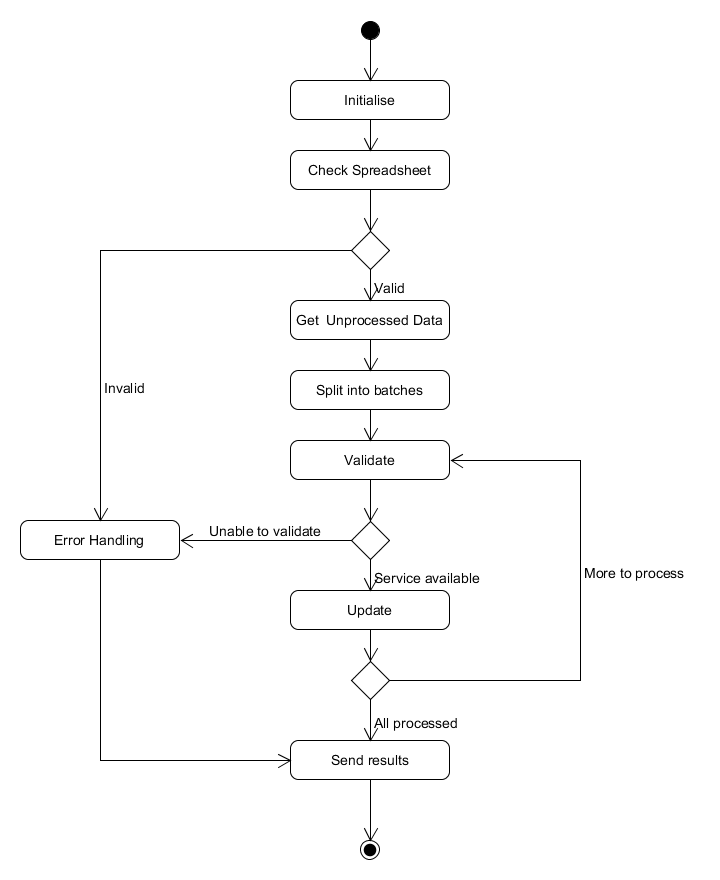 Initialise
Check Spreadsheet
Valid
Get  Unprocessed Data
Split into batches
Invalid
Validate
Unable to validate
Error Handling
Service available
More to process
Update
All processed
Send results